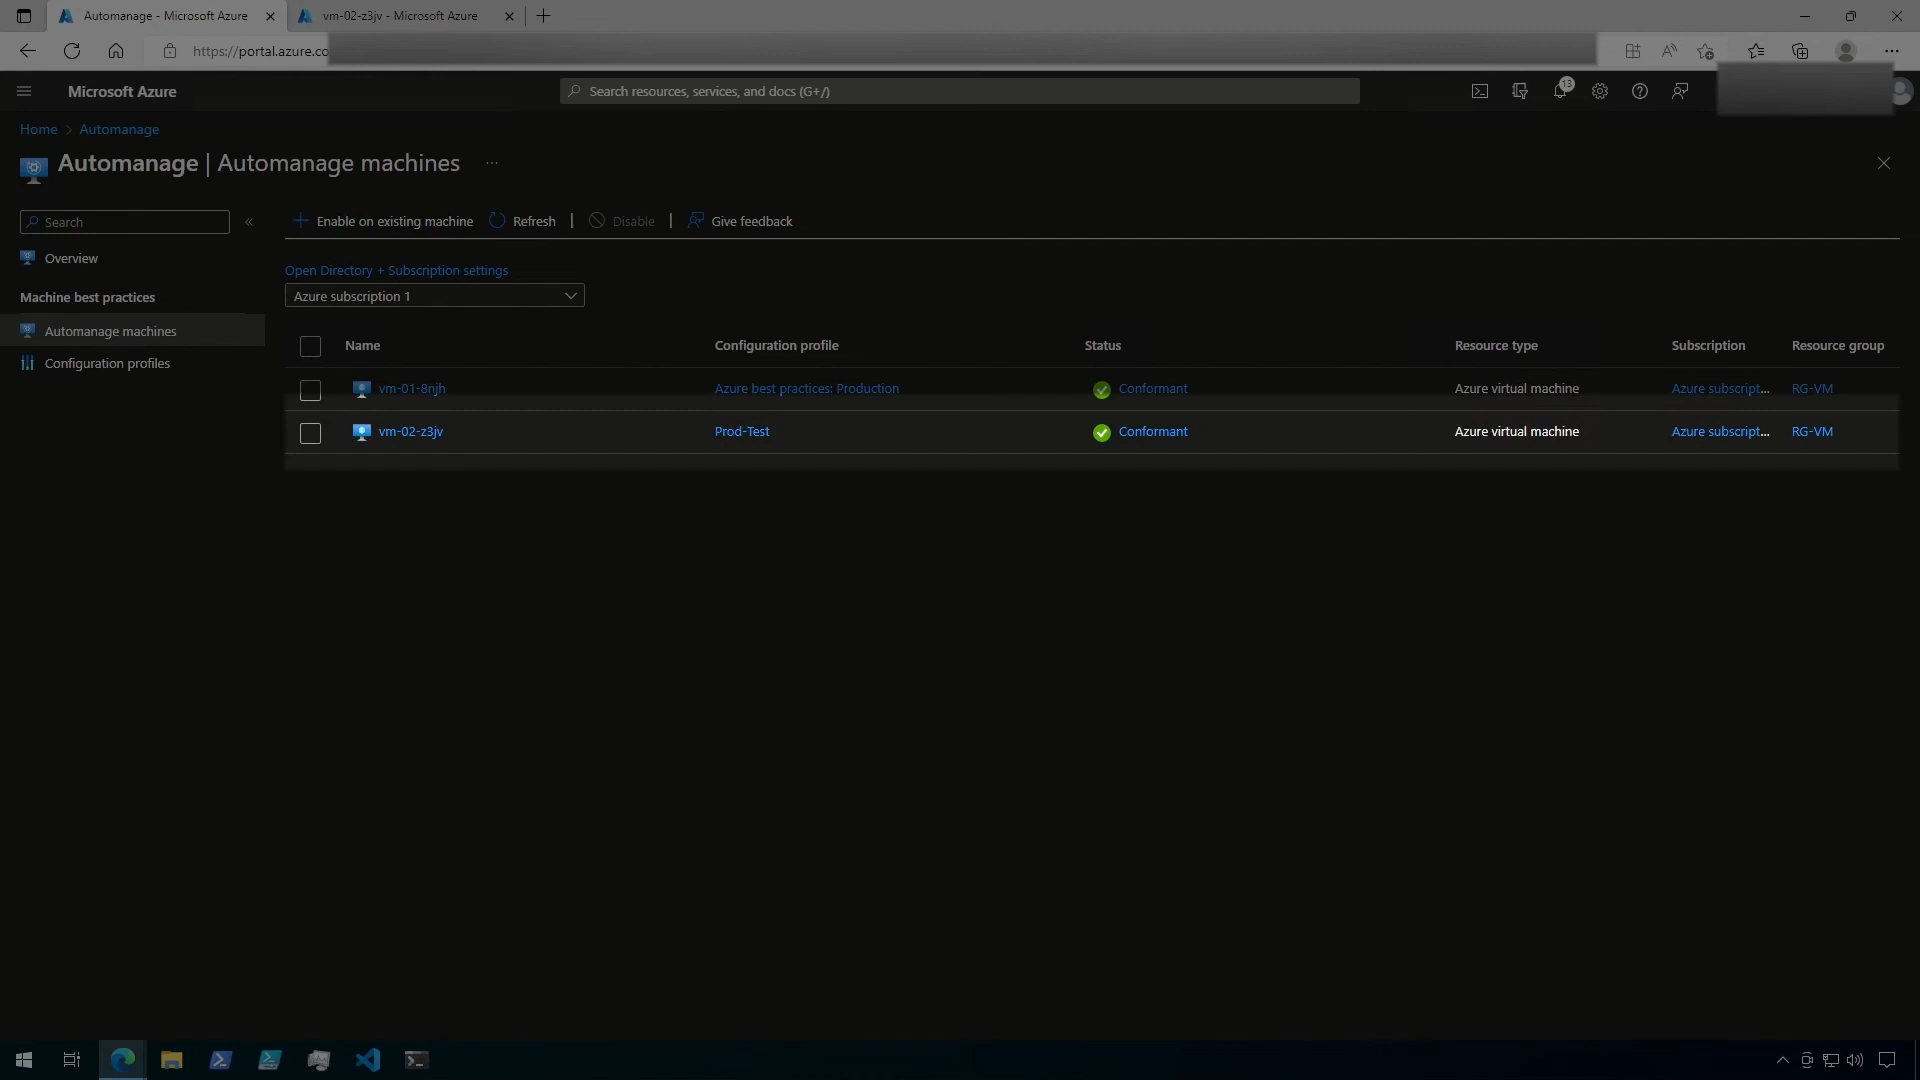 Automanage - Microsoft Azure
vm-02-z3jv - Microsoft Azure
https://portal.azure.co
Microsoft Azure
Search resources, services, and docs (G+/)
13
Home > Automanage
Automanage | Automanage machines
Search
Enable on existing machine
Refresh
Disable
Give feedback
Overview
Open Directory + Subscription settings
Azure subscription 1
Machine best practices
Automanage machines
Configuration profiles
Name Configuration profile Status Resource type Subscription Resource group
vm-01-8njh Azure best practices: Production Conformant Azure virtual machine Azure subscript... RG-VM
vm-02-z3jv Prod-Test Conformant Azure virtual machine Azure subscript... RG-VM